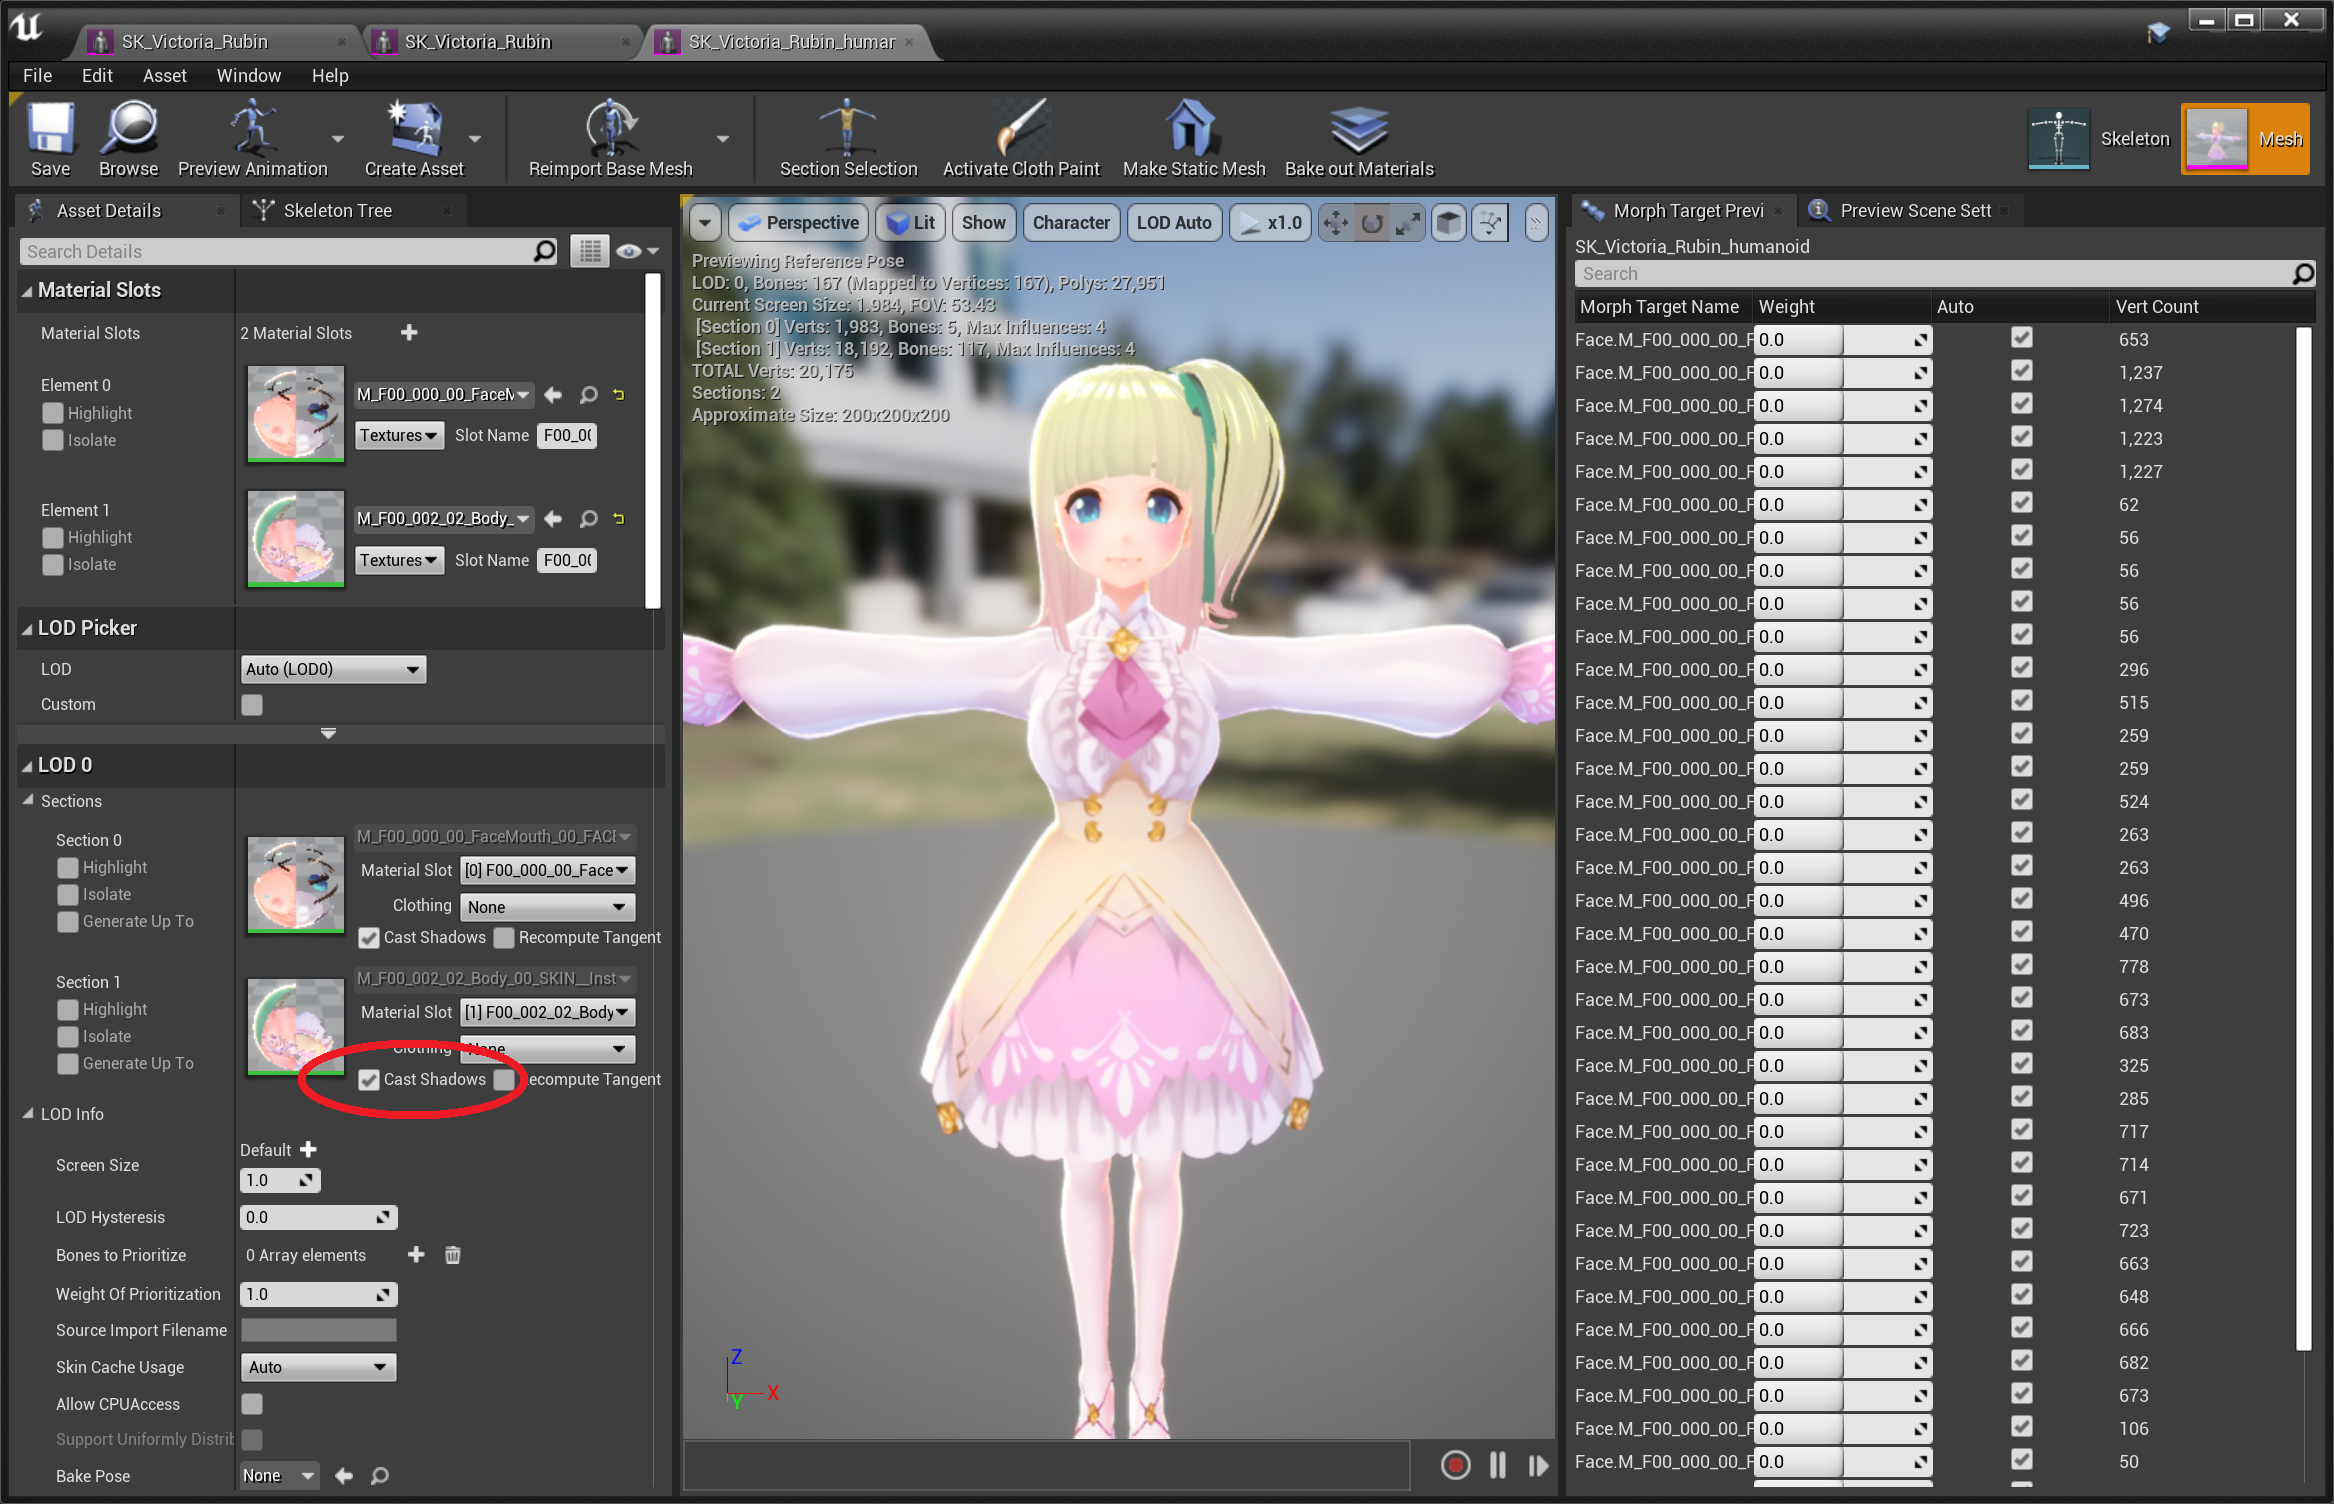 SK_Victoria_Rubin
SK_Victoria_Rubin
SK_Victoria_Rubin_humar
File Edit Asset Window Help
Save
Browse
Preview Animation
Create Asset
Reimport Base Mesh
Section Selection
Activate Cloth Paint
Make Static Mesh
Bake out Materials
Skeleton
Mesh
Asset Details
Skeleton Tree
Search Details
Material Slots
Material Slots 2 Material Slots
Element 0
Highlight
Isolate
M_F00_000_00_FaceM
Textures Slot Name F00_00
Element 1
Highlight
Isolate
M_F00_002_02_Body_
Textures Slot Name F00_00
LOD Picker
LOD Auto (LOD0)
Custom
LOD 0
Sections
Section 0
Highlight
Isolate
Generate Up To
M_F00_000_00_FaceMouth_00_FACE
Material Slot [0] F00_000_00_Face
Clothing None
Cast Shadows Recompute Tangent
Section 1
Highlight
Isolate
Generate Up To
M_F00_002_02_Body_00_SKIN__Inst
Material Slot [1] F00_002_02_Body
Clothing None
Cast Shadows ecompute Tangent
LOD Info
Screen Size
Default
1.0
LOD Hysteresis 0.0
Bones to Prioritize 0 Array elements
Weight Of Prioritization 1.0
Source Import Filename
Skin Cache Usage Auto
Allow CPUAccess
Support Uniformly Distrib
Bake Pose None
Perspective Lit Show Character LOD Auto x1.0
Previewing Reference Pose
LOD: 0, Bones: 167 (Mapped to Vertices: 167), Polys: 27,951
Current Screen Size: 1.984, FOV: 53.43
[Section 0] Verts: 1,983, Bones: 5, Max Influences: 4
[Section 1] Verts: 18,192, Bones: 117, Max Influences: 4
TOTAL Verts: 20,175
Sections: 2
Approximate Size: 200x200x200
Z
X
Y
Morph Target Previ
Preview Scene Sett
SK_Victoria_Rubin_humanoid
Search
Morph Target Name Weight Auto Vert Count
Face.M_F00_000_00_F 0.0 653
Face.M_F00_000_00_F 0.0 1,237
Face.M_F00_000_00_F 0.0 1,274
Face.M_F00_000_00_F 0.0 1,223
Face.M_F00_000_00_F 0.0 1,227
Face.M_F00_000_00_F 0.0 62
Face.M_F00_000_00_F 0.0 56
Face.M_F00_000_00_F 0.0 56
Face.M_F00_000_00_F 0.0 56
Face.M_F00_000_00_F 0.0 56
Face.M_F00_000_00_F 0.0 296
Face.M_F00_000_00_F 0.0 515
Face.M_F00_000_00_F 0.0 259
Face.M_F00_000_00_F 0.0 259
Face.M_F00_000_00_F 0.0 524
Face.M_F00_000_00_F 0.0 263
Face.M_F00_000_00_F 0.0 263
Face.M_F00_000_00_F 0.0 496
Face.M_F00_000_00_F 0.0 470
Face.M_F00_000_00_F 0.0 778
Face.M_F00_000_00_F 0.0 673
Face.M_F00_000_00_F 0.0 683
Face.M_F00_000_00_F 0.0 325
Face.M_F00_000_00_F 0.0 285
Face.M_F00_000_00_F 0.0 717
Face.M_F00_000_00_F 0.0 714
Face.M_F00_000_00_F 0.0 671
Face.M_F00_000_00_F 0.0 723
Face.M_F00_000_00_F 0.0 663
Face.M_F00_000_00_F 0.0 648
Face.M_F00_000_00_F 0.0 666
Face.M_F00_000_00_F 0.0 682
Face.M_F00_000_00_F 0.0 673
Face.M_F00_000_00_F 0.0 106
Face.M_F00_000_00_F 0.0 50